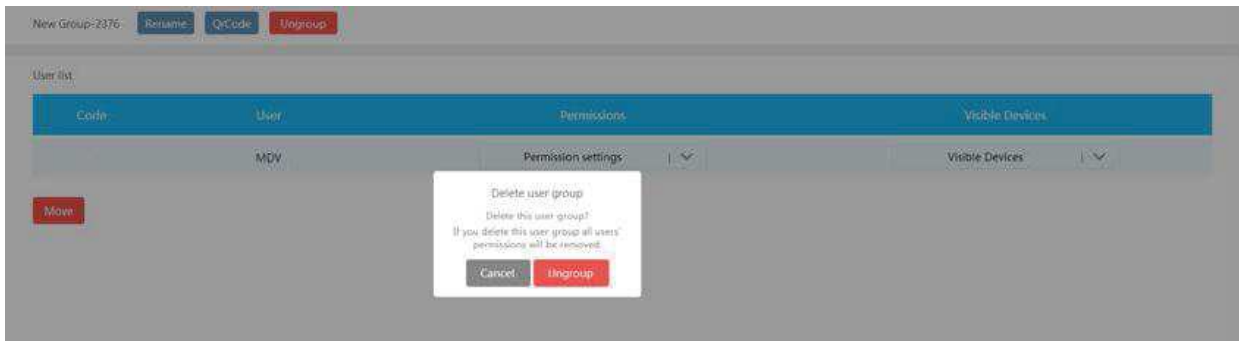 New Group-2376 Rename QrCode Ungroup
User list
Code User Permissions Visible Devices
MDV Permission settings Visible Devices
Move
Delete user group
Delete this user group?
If you delete this user group all users'
permissions will be removed.
Cancel Ungroup